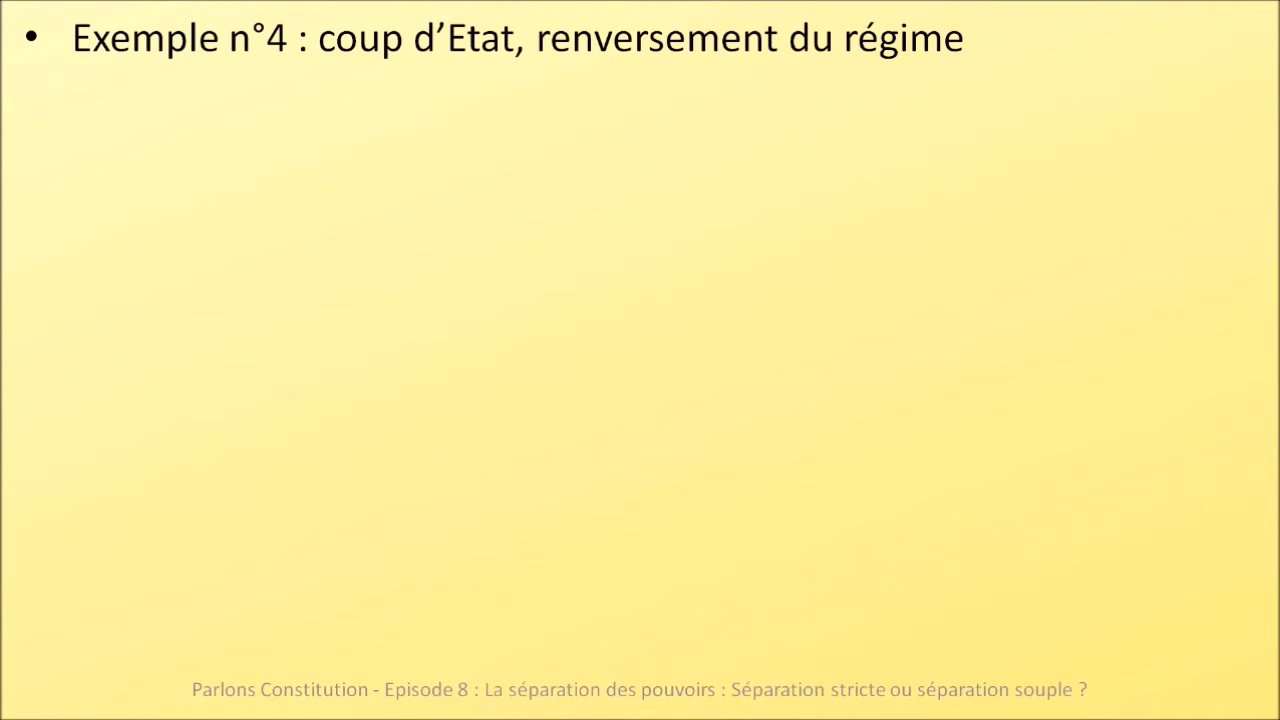 • Exemple n°4 : coup d’Etat, renversement du régime
Parlons Constitution - Episode 8 : La séparation des pouvoirs : Séparation stricte ou séparation souple ?